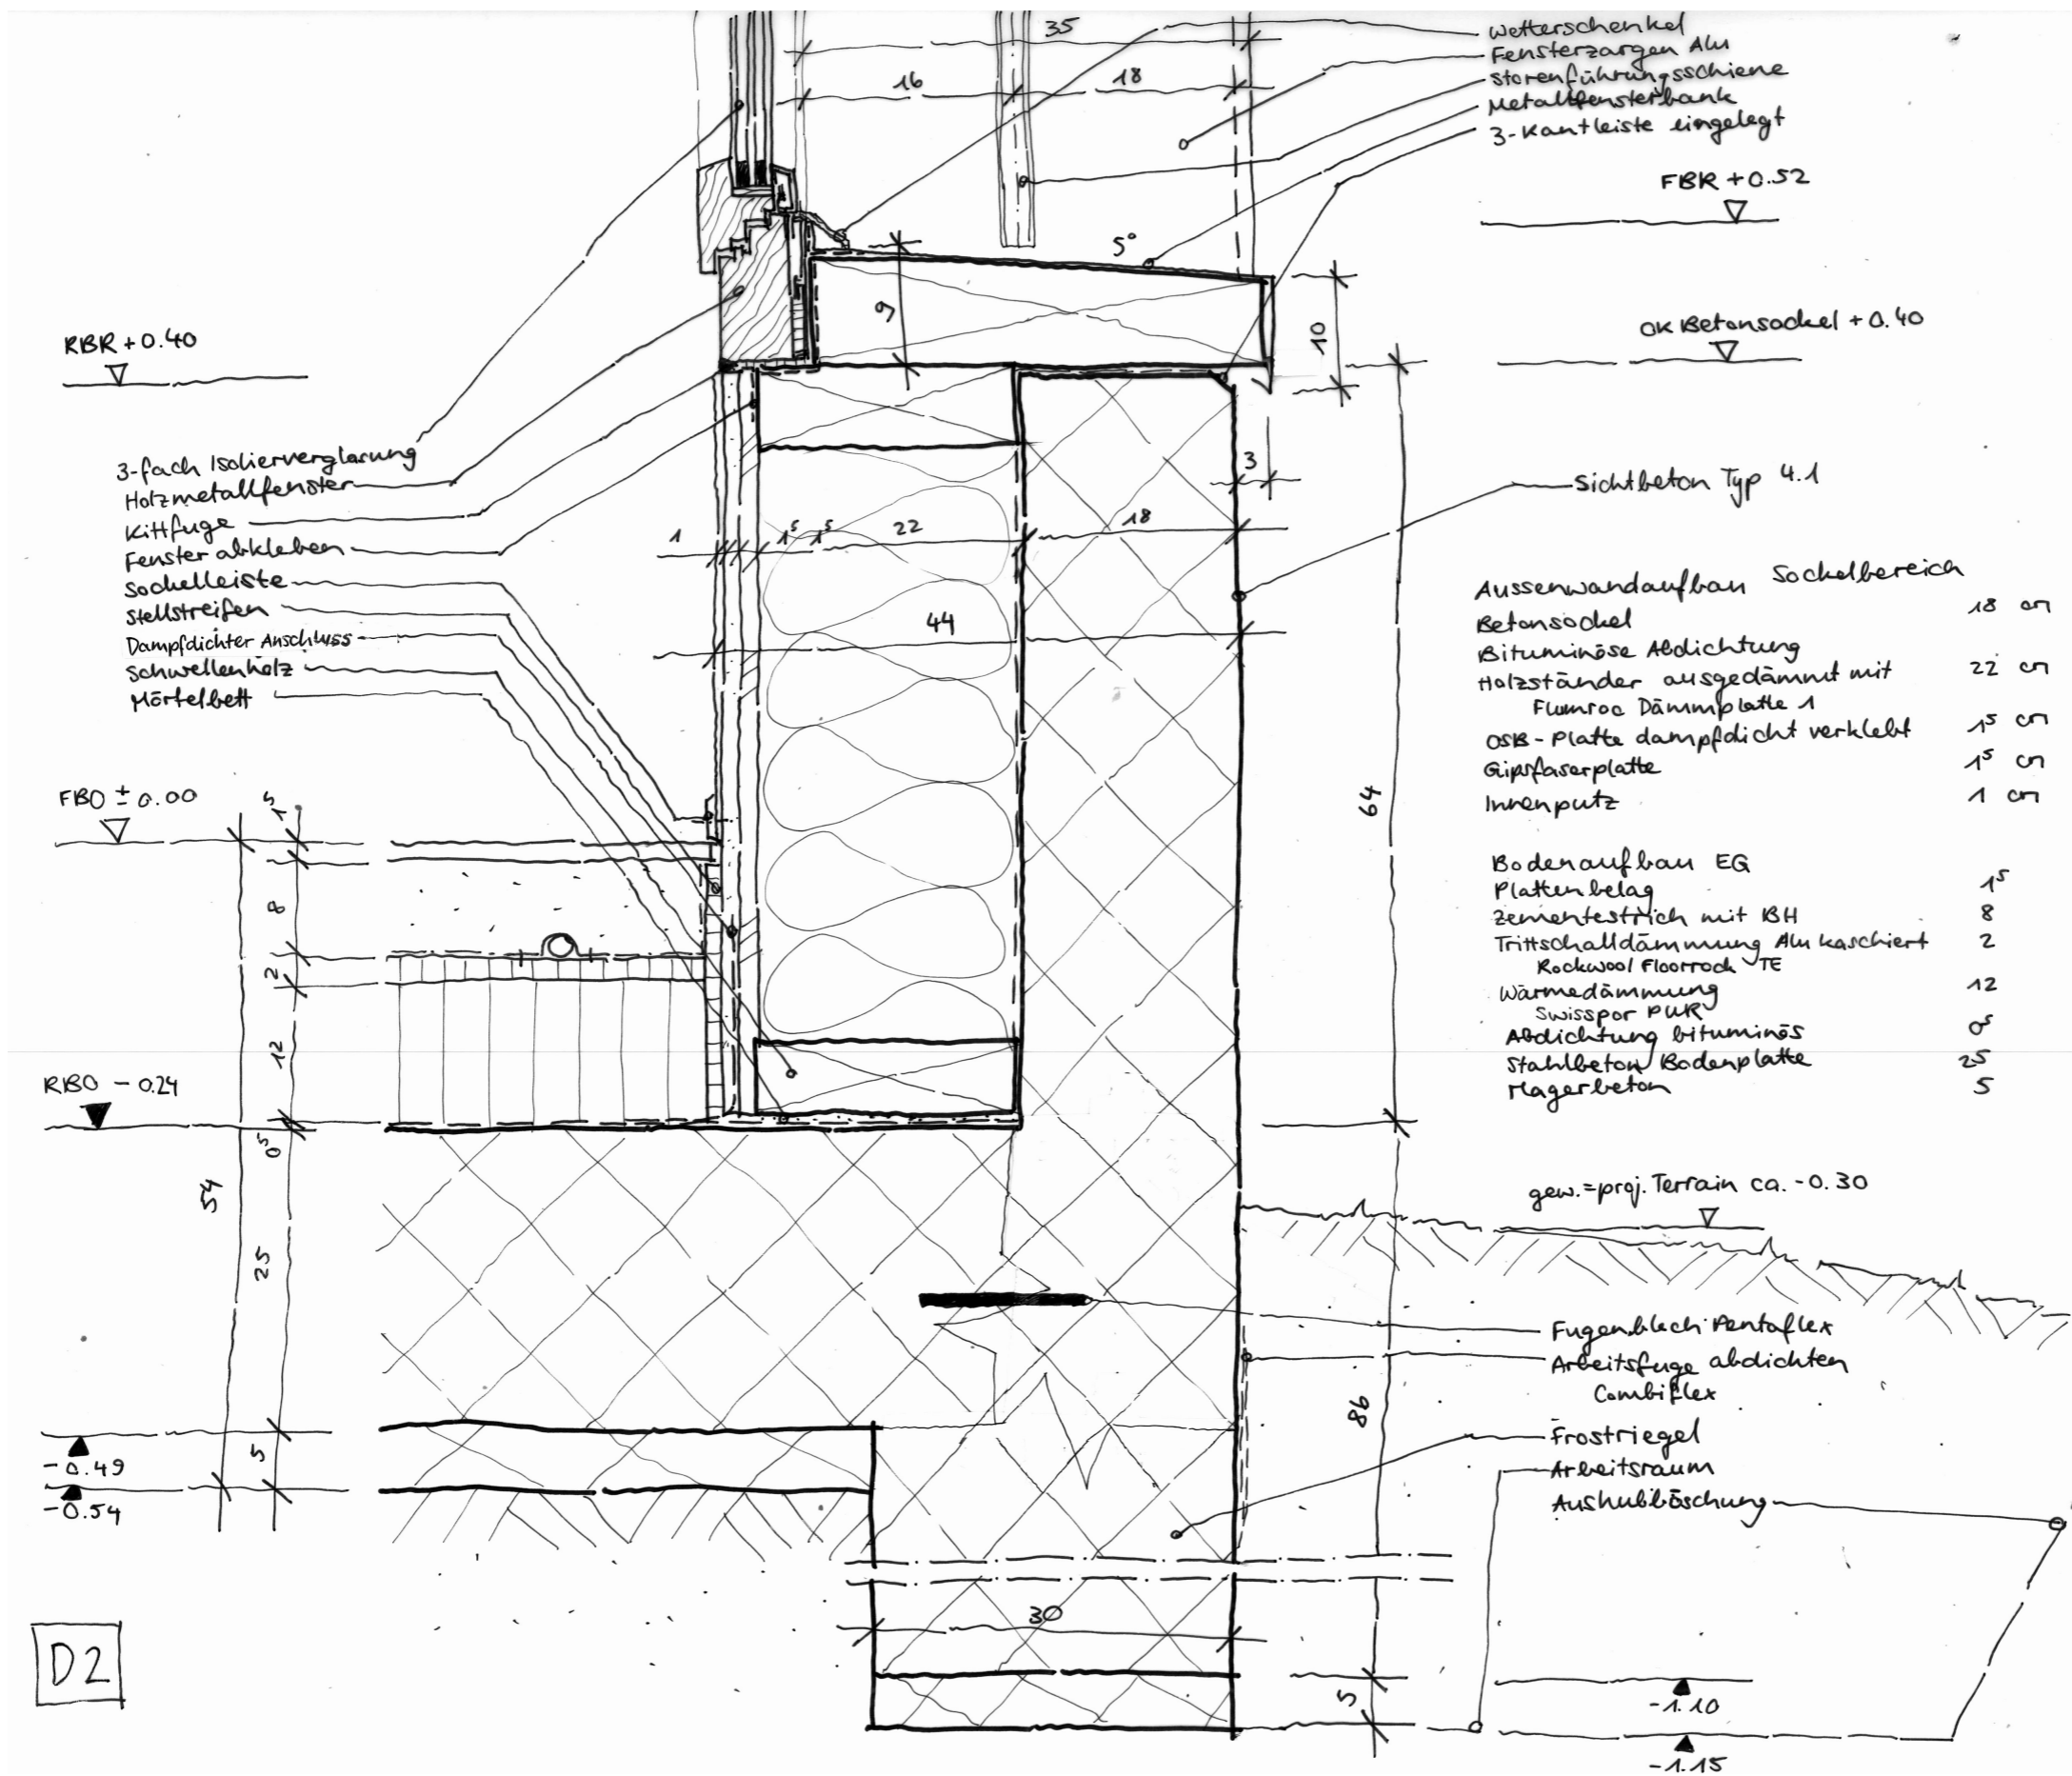 35
16
18
Wetterschenkel
Fensterzargen Alu
Storenführungsschiene
Metallfensterbank
3-Kantleiste eingelegt
FBR +0.52
5°
9
10
RBR +0.40
OK Betonsockel +0.40
3-fach Isolierverglasung
Holzmetallfenster
Kittfuge
Fenster abkleben
Sockelleiste
Stellstreifen
Dampfdichter Anschluss
Schwellenholz
Mörtelbett
3
1
1⁵
1⁵
22
18
44
Sichtbeton Typ 4.1
64
Aussenwandaufbau Sockelbereich
Betonsockel 18 cm
Bituminöse Abdichtung
Holzständer ausgedämmt mit 22 cm
Flumroc Dämmplatte 1
OSB-Platte dampfdicht verklebt 1⁵ cm
Gipsfaserplatte 1⁵ cm
Innenputz 1 cm
FBO ±0.00
1⁵
8
2
12
0⁵
25
5
54
RBO -0.24
-0.49
-0.54
Bodenaufbau EG
Plattenbelag 1⁵
Zementestrich mit BH 8
Trittschalldämmung Alu kaschiert 2
Rockwool Floorrock TE
Wärmedämmung 12
Swisspor PUR
Abdichtung bituminös 0⁵
Stahlbeton Bodenplatte 25
Magerbeton 5
gew.=proj. Terrain ca. -0.30
Fugenblech Pentaflex
Arbeitsfuge abdichten
Combiflex
Frostriegel
Arbeitsraum
Aushubböschung
86
30
5
-1.10
-1.15
D2